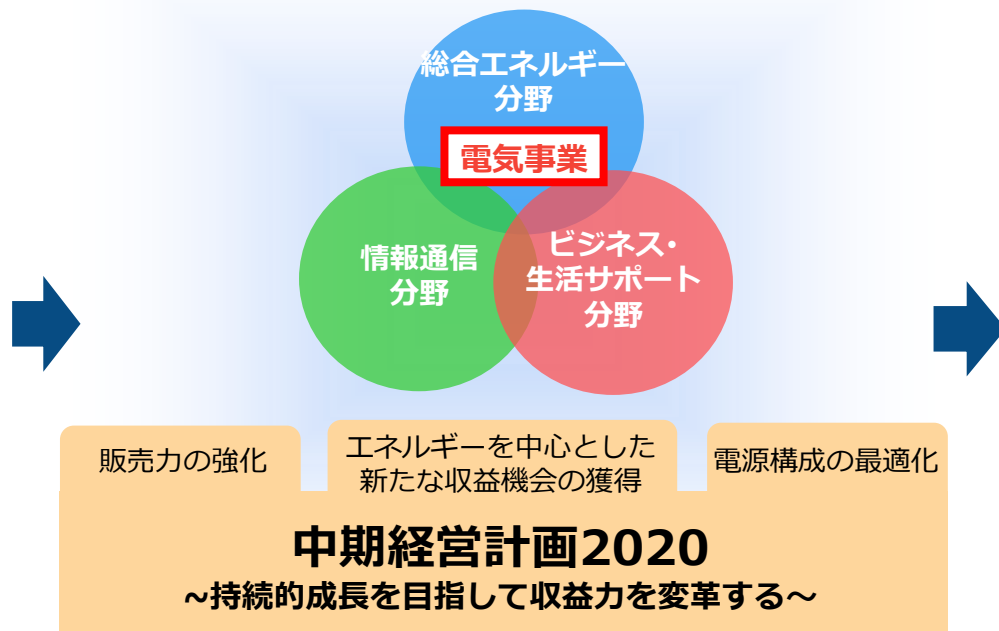 総合エネルギー
分野
電気事業
情報通信
分野
ビジネス・
生活サポート
分野
販売力の強化
エネルギーを中心とした
新たな収益機会の獲得
電源構成の最適化
中期経営計画2020
~持続的成長を目指して収益力を変革する～